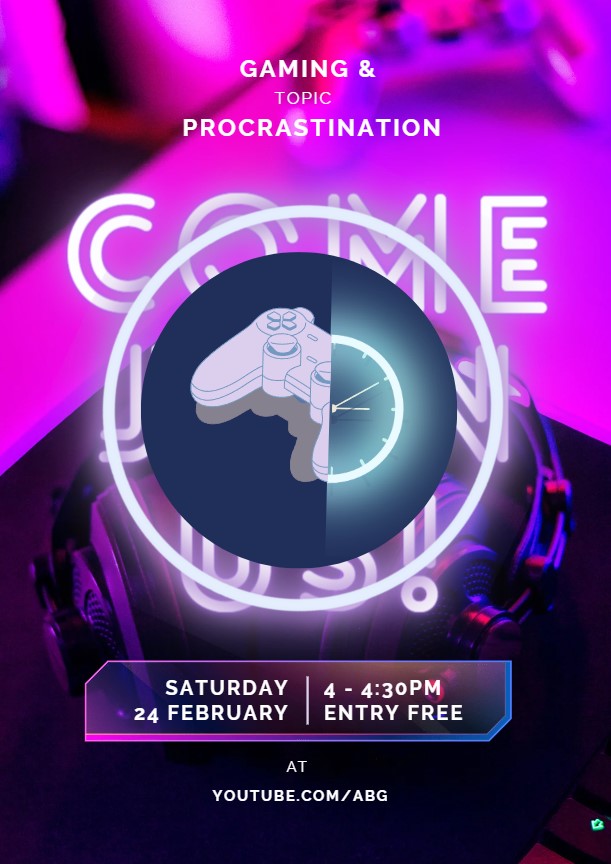 GAMING &
TOPIC
PROCRASTINATION
COME
US!
SATURDAY
24 FEBRUARY
4 - 4:30PM
ENTRY FREE
AT
YOUTUBE.COM/ABG